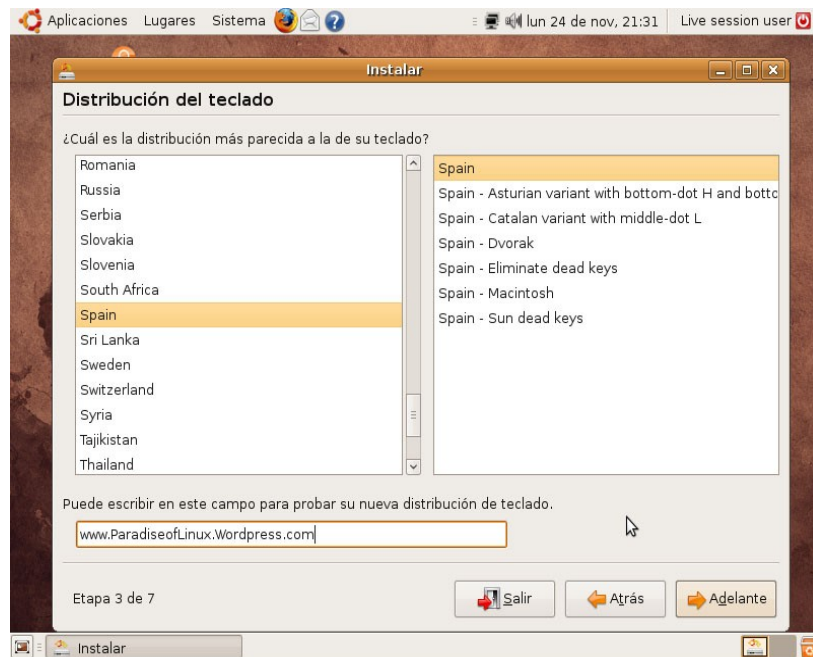 Aplicaciones Lugares Sistema lun 24 de nov, 21:31 Live session user
Instalar
Distribución del teclado
¿Cuál es la distribución más parecida a la de su teclado?
Romania
Russia
Serbia
Slovakia
Slovenia
South Africa
Spain
Sri Lanka
Sweden
Switzerland
Syria
Tajikistan
Thailand
Spain
Spain - Asturian variant with bottom-dot H and bottc
Spain - Catalan variant with middle-dot L
Spain - Dvorak
Spain - Eliminate dead keys
Spain - Macintosh
Spain - Sun dead keys
Puede escribir en este campo para probar su nueva distribución de teclado.
www.ParadiseofLinux.Wordpress.com
Etapa 3 de 7 Salir Atrás Adelante
Instalar